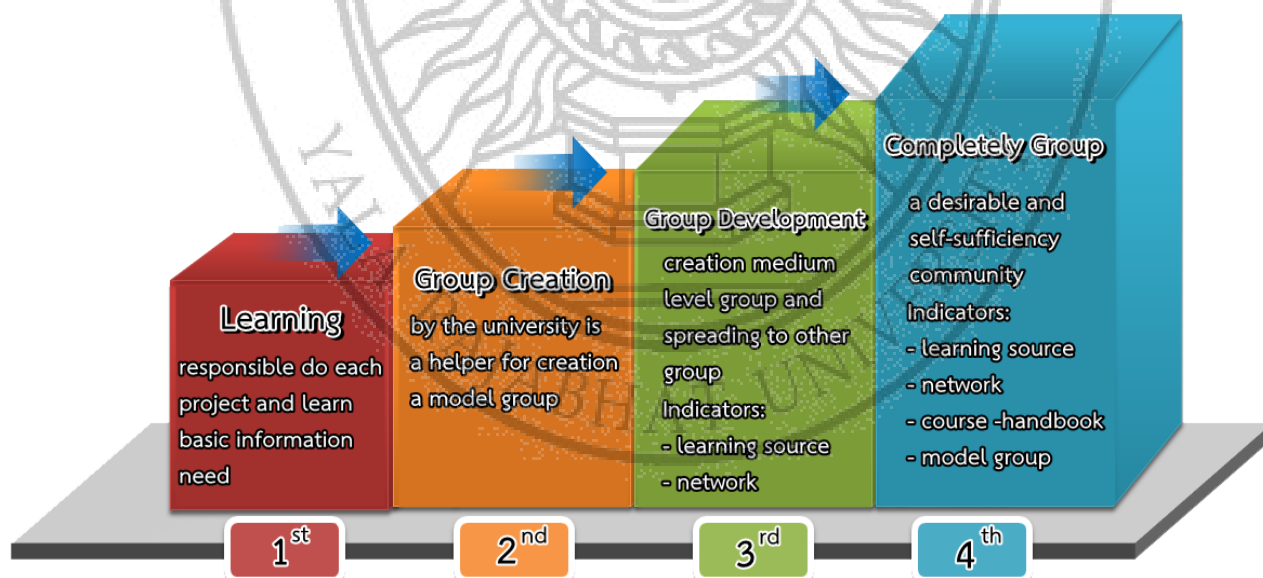 Learning
responsible do each
project and learn
basic information
need
Group Creation
by the university is
a helper for creation
a model group
Group Development
creation medium
level group and
spreading to other
group
Indicators:
- learning source
- network
Completely Group
a desirable and
self-sufficiency
community
Indicators:
- learning source
- network
- course -handbook
- model group
1st
2nd
3rd
4th
RAJABHAT UNIVERSITY